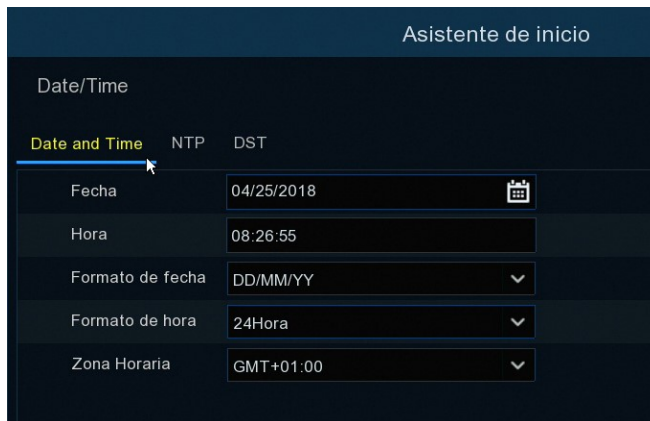 Asistente de inicio
Date/Time
Date and Time NTP DST
Fecha 04/25/2018
Hora 08:26:55
Formato de fecha DD/MM/YY
Formato de hora 24Hora
Zona Horaria GMT+01:00